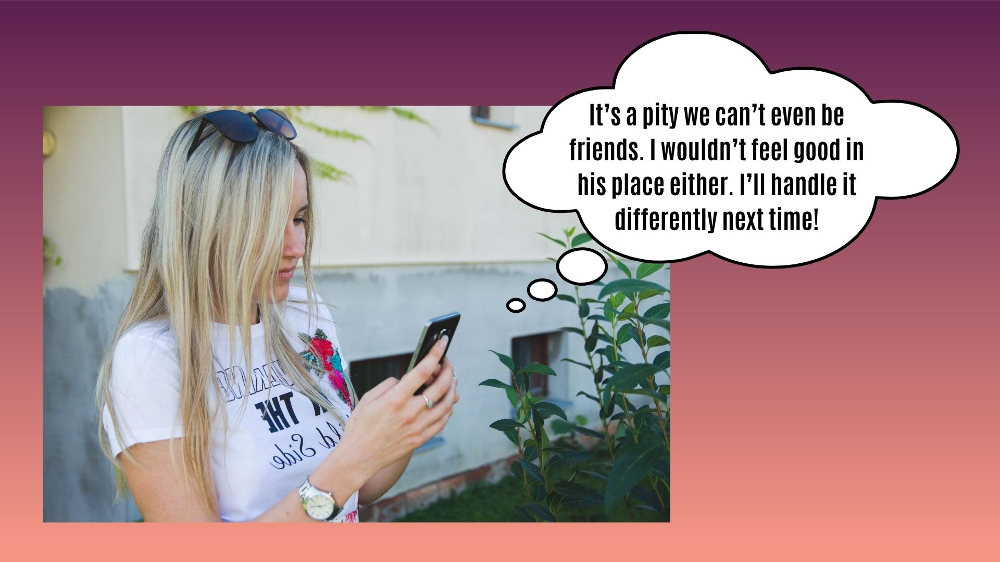 It's a pity we can't even be
friends. I wouldn't feel good in
his place either. I'll handle it
differently next time!
THE
Side